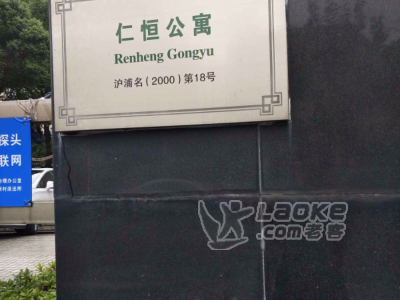 仁恒公寓
Renheng Gongyu
沪浦名(2000)第18号
探头
联网
LAOKE
.com老客